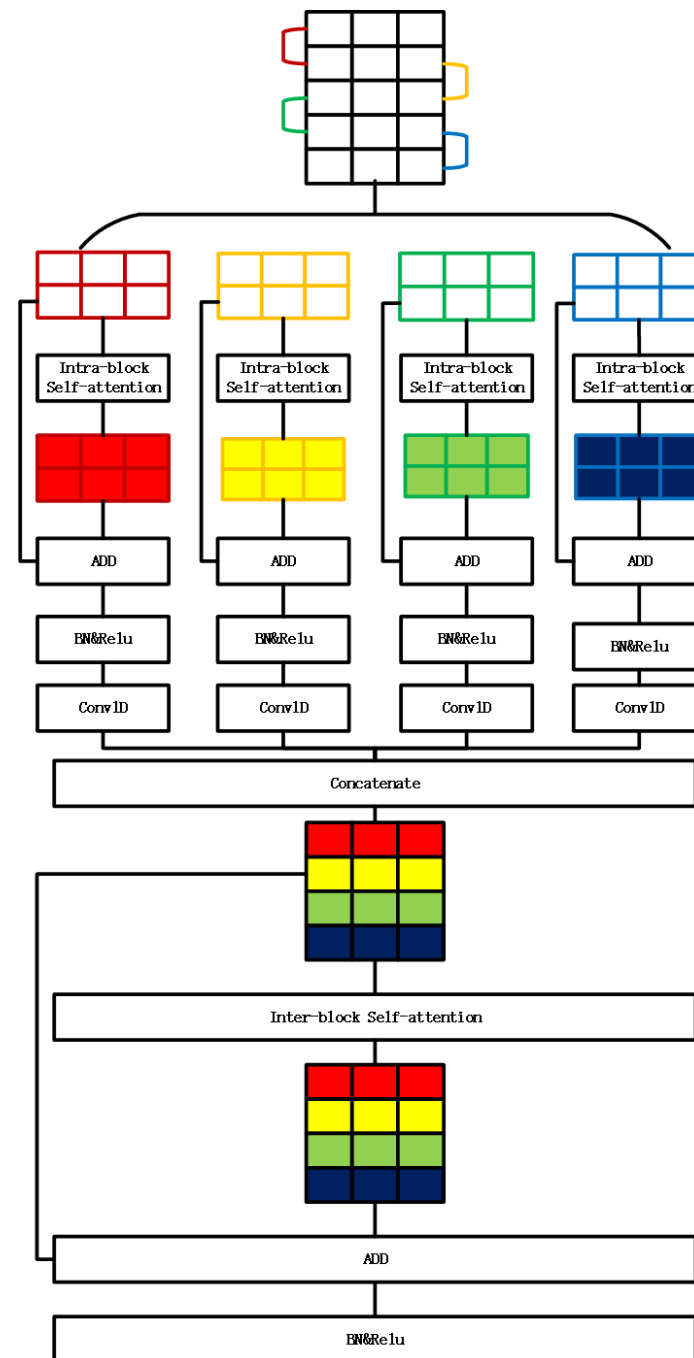 Intra-block
Self-attention
Intra-block
Self-attention
Intra-block
Self-attention
Intra-block
Self-attention
ADD
ADD
ADD
ADD
BN&Relu
BN&Relu
BN&Relu
BN&Relu
Conv1D
Conv1D
Conv1D
Conv1D
Concatenate
Inter-block Self-attention
ADD
BN&Relu